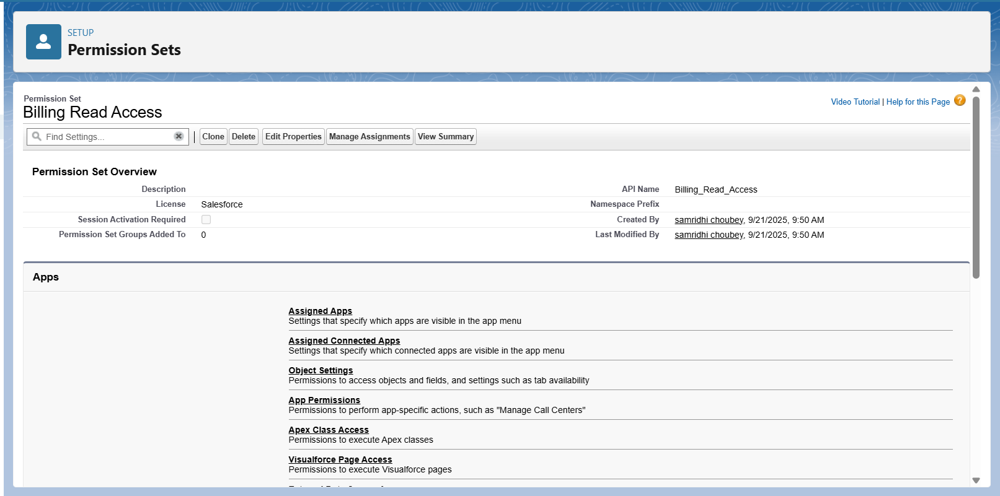 SETUP
Permission Sets
Permission Set
Billing Read Access
Video Tutorial | Help for this Page ?
Find Settings...
Clone Delete Edit Properties Manage Assignments View Summary
Permission Set Overview
Description API Name Billing_Read_Access
License Salesforce Namespace Prefix
Session Activation Required Created By samridhi choubey, 9/21/2025, 9:50 AM
Permission Set Groups Added To 0 Last Modified By samridhi choubey, 9/21/2025, 9:50 AM
Apps
Assigned Apps
Settings that specify which apps are visible in the app menu
Assigned Connected Apps
Settings that specify which connected apps are visible in the app menu
Object Settings
Permissions to access objects and fields, and settings such as tab availability
App Permissions
Permissions to perform app-specific actions, such as "Manage Call Centers"
Apex Class Access
Permissions to execute Apex classes
Visualforce Page Access
Permissions to execute Visualforce pages